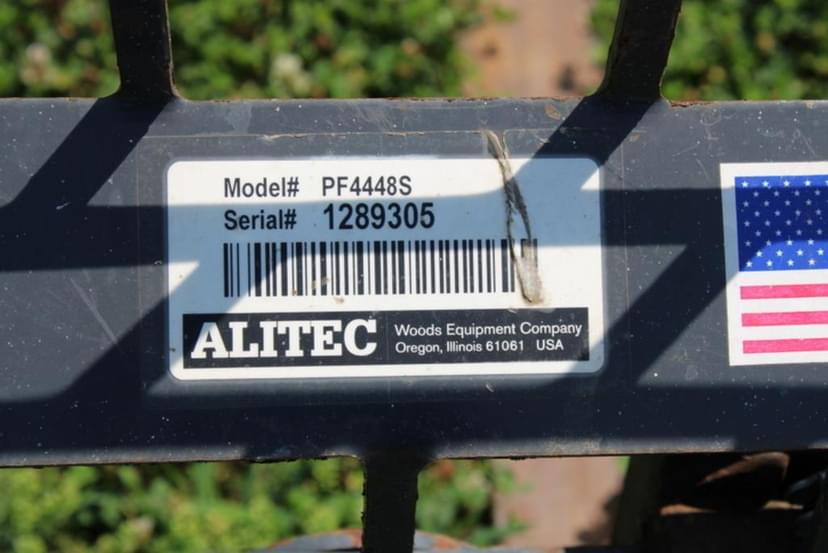 Model# PF4448S
Serial# 1289305
ALITEC
Woods Equipment Company
Oregon, Illinois 61061 USA